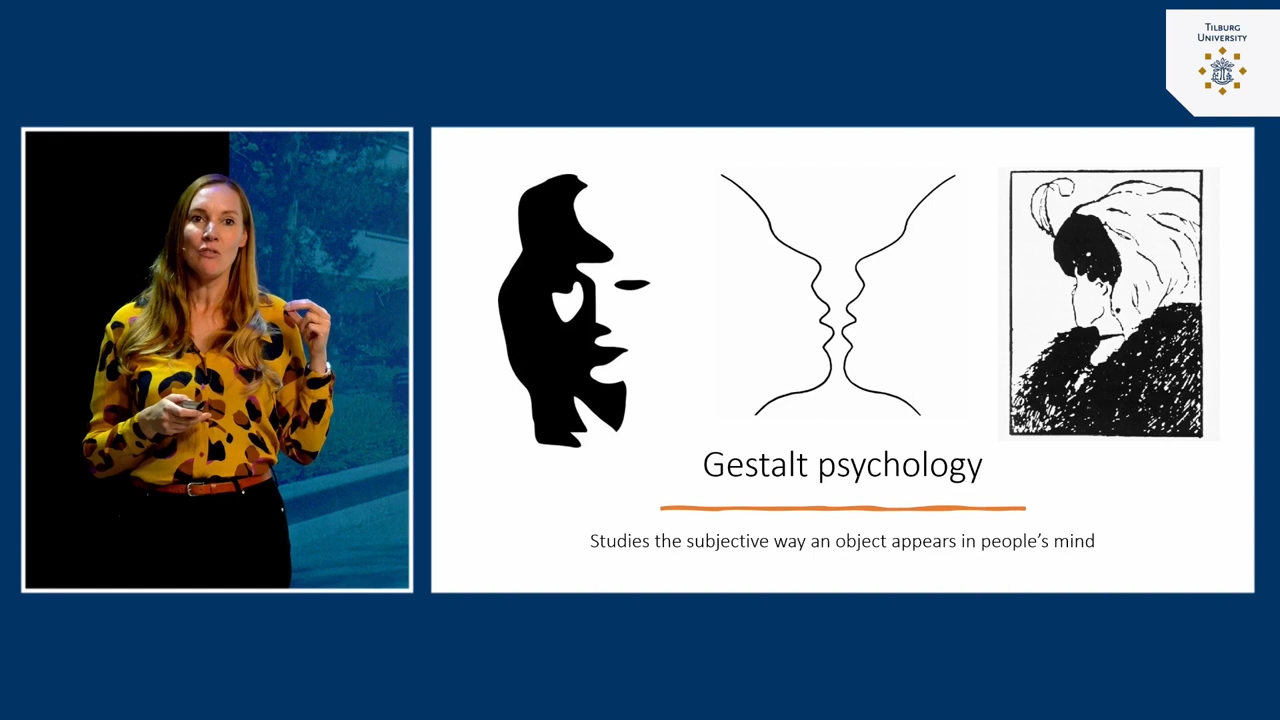 TILBURG
UNIVERSITY
Gestalt psychology
Studies the subjective way an object appears in people's mind